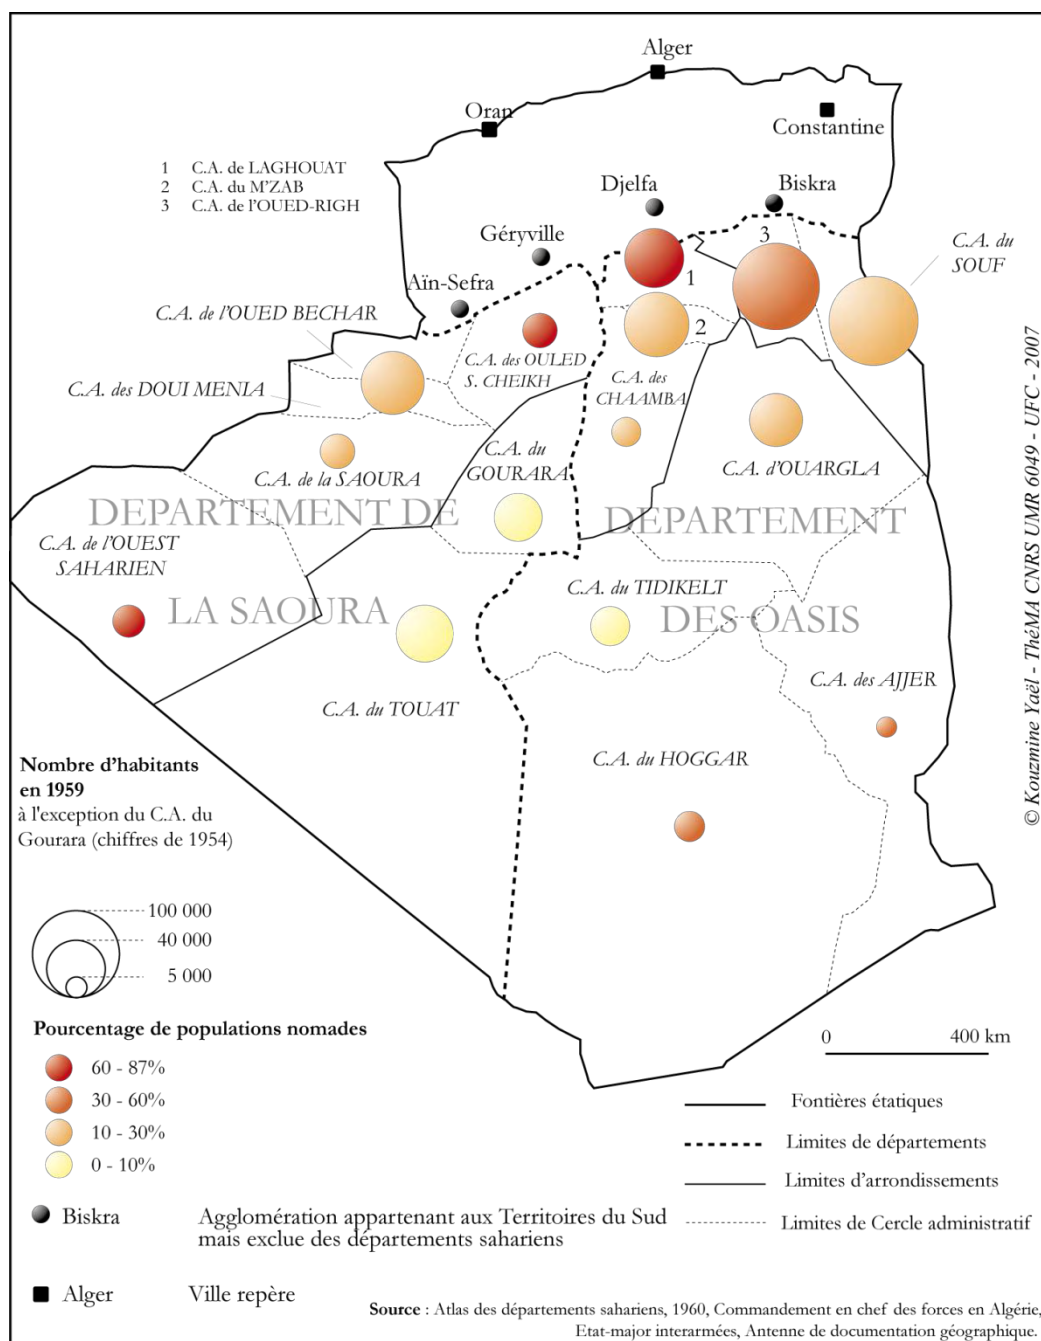 Alger
Oran
Constantine
1 C.A. de LAGHOUAT
2 C.A. du M'ZAB
3 C.A. de l'OUED-RIGH
Djelfa
Biskra
Géryville
3
C.A. du
SOUF
Aïn-Sefra
1
C.A. de l'OUED BECHAR
2
C.A. des OULED
S. CHEIKH
C.A. des
CHAAMBA
C.A. des DOUI MENIA
C.A. du
GOURARA
C.A. de la SAOURA
C.A. d'OUARGLA
DEPARTEMENT DE
DEPARTEMENT
C.A. de l'OUEST
SAHARIEN
C.A. du TIDIKELT
LA SAOURA
DES OASIS
C.A. des AJJER
C.A. du TOUAT
C.A. du HOGGAR
© Kouzmine Yaël - ThéMA CNRS UMR 6049 - UFC - 2007
Nombre d'habitants
en 1959
à l'exception du C.A. du
Gourara (chiffres de 1954)
100 000
40 000
5 000
Pourcentage de populations nomades
60 - 87%
30 - 60%
10 - 30%
0 - 10%
0 400 km
Fontières étatiques
Limites de départements
Limites d'arrondissements
Limites de Cercle administratif
Biskra Agglomération appartenant aux Territoires du Sud
mais exclue des départements sahariens
Alger Ville repère
Source : Atlas des départements sahariens, 1960, Commandement en chef des forces en Algérie,
Etat-major interarmées, Antenne de documentation géographique.